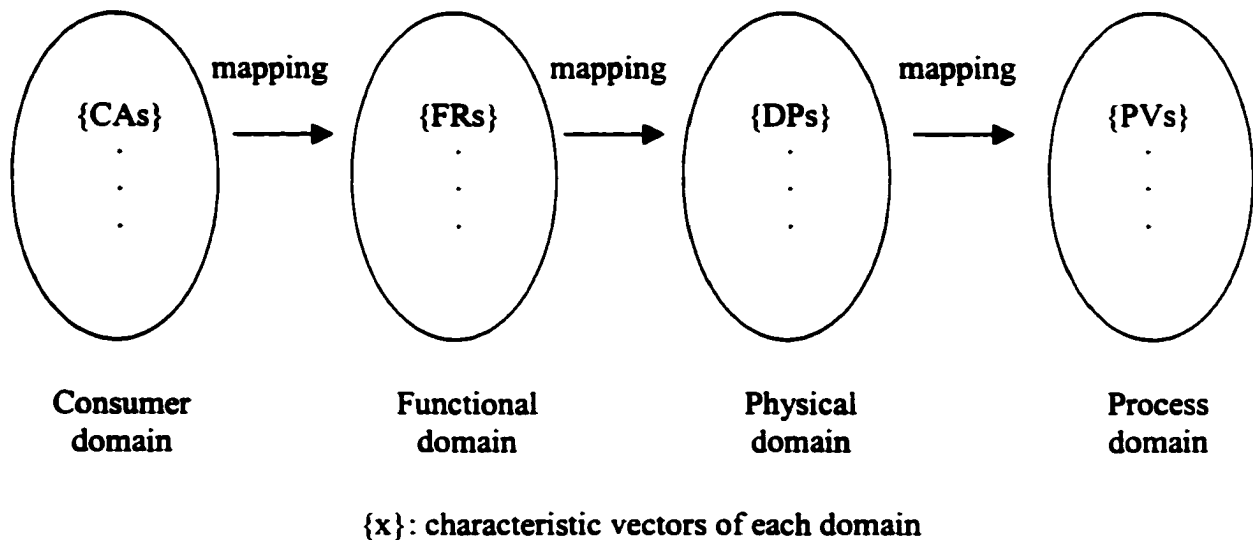 mapping mapping mapping
{CAs} {FRs} {DPs} {PVs}
. . . .
. . . .
. . . .
Consumer Functional Physical Process
domain domain domain domain
{x}: characteristic vectors of each domain